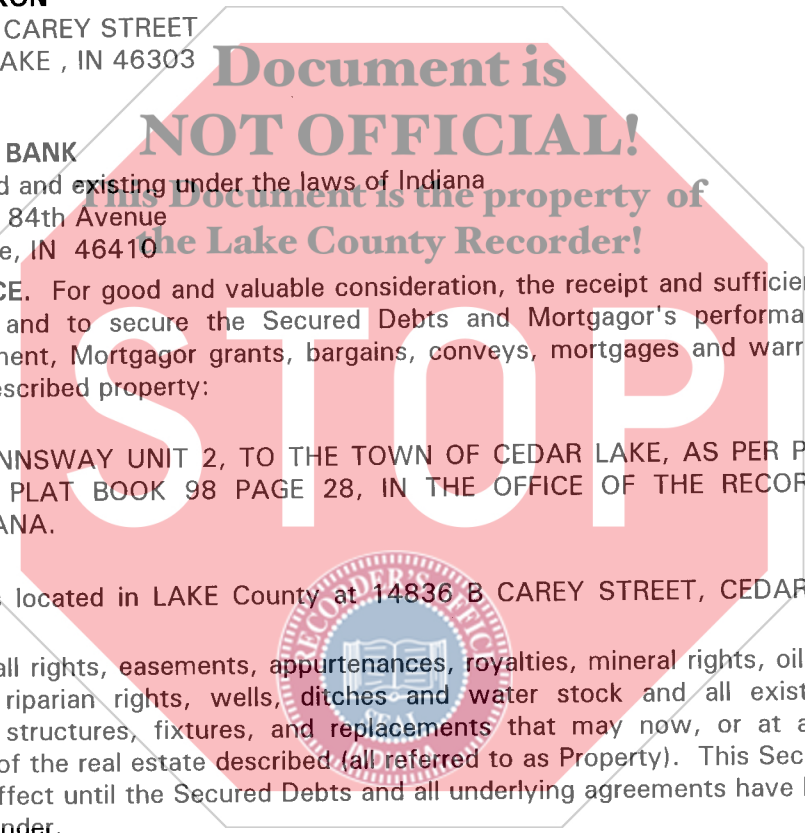 CAREY STREET
AKE , IN 46303
Document is
NOT OFFICIAL!
BANK
d and existing under the laws of Indiana
This Document is the property of
84th Avenue
e, IN 46410
the Lake County Recorder!
CE. For good and valuable consideration, the receipt and sufficien
and to secure the Secured Debts and Mortgagor's performa
ent, Mortgagor grants, bargains, conveys, mortgages and warr
escribed property:
STOP
NNSWAY UNIT 2, TO THE TOWN OF CEDAR LAKE, AS PER P
PLAT BOOK 98 PAGE 28, IN THE OFFICE OF THE RECOR
ANA.
s located in LAKE County at 14836 B CAREY STREET, CEDAR
RECORDER'S OFFICE
all rights, easements, appurtenances, royalties, mineral rights, oil
riparian rights, wells, ditches and water stock and all exist
structures, fixtures, and replacements that may now, or at a
SEAL
INDIANA
of the real estate described (all referred to as Property). This Sec
ffect until the Secured Debts and all underlying agreements have
nder.